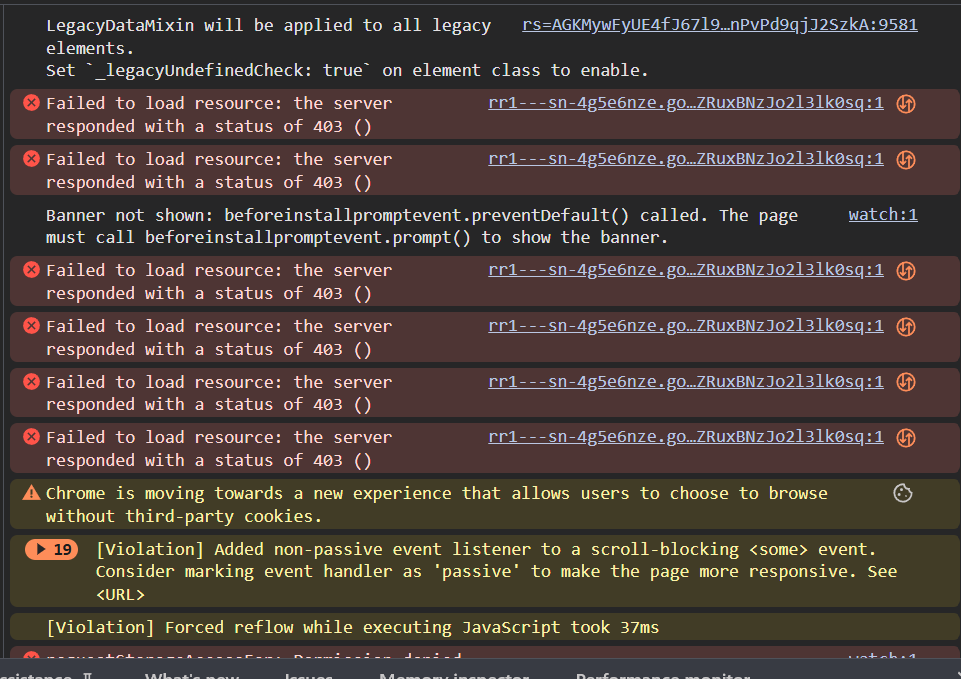 LegacyDataMixin will be applied to all legacy rs=AGKMywFyUE4fJ67l9…nPvPd9qjJ2SzkA:9581
elements.
Set `_legacyUndefinedCheck: true` on element class to enable.
Failed to load resource: the server rr1---sn-4g5e6nze.go…ZRuxBNzJo2l3lk0sq:1
responded with a status of 403 ()
Failed to load resource: the server rr1---sn-4g5e6nze.go…ZRuxBNzJo2l3lk0sq:1
responded with a status of 403 ()
Banner not shown: beforeinstallpromptevent.preventDefault() called. The page watch:1
must call beforeinstallpromptevent.prompt() to show the banner.
Failed to load resource: the server rr1---sn-4g5e6nze.go…ZRuxBNzJo2l3lk0sq:1
responded with a status of 403 ()
Failed to load resource: the server rr1---sn-4g5e6nze.go…ZRuxBNzJo2l3lk0sq:1
responded with a status of 403 ()
Failed to load resource: the server rr1---sn-4g5e6nze.go…ZRuxBNzJo2l3lk0sq:1
responded with a status of 403 ()
Failed to load resource: the server rr1---sn-4g5e6nze.go…ZRuxBNzJo2l3lk0sq:1
responded with a status of 403 ()
Chrome is moving towards a new experience that allows users to choose to browse
without third-party cookies.
19 [Violation] Added non-passive event listener to a scroll-blocking <some> event.
Consider marking event handler as 'passive' to make the page more responsive. See
<URL>
[Violation] Forced reflow while executing JavaScript took 37ms
Permission denied. watch:1
What's new Issues Memory inspector Performance monitor